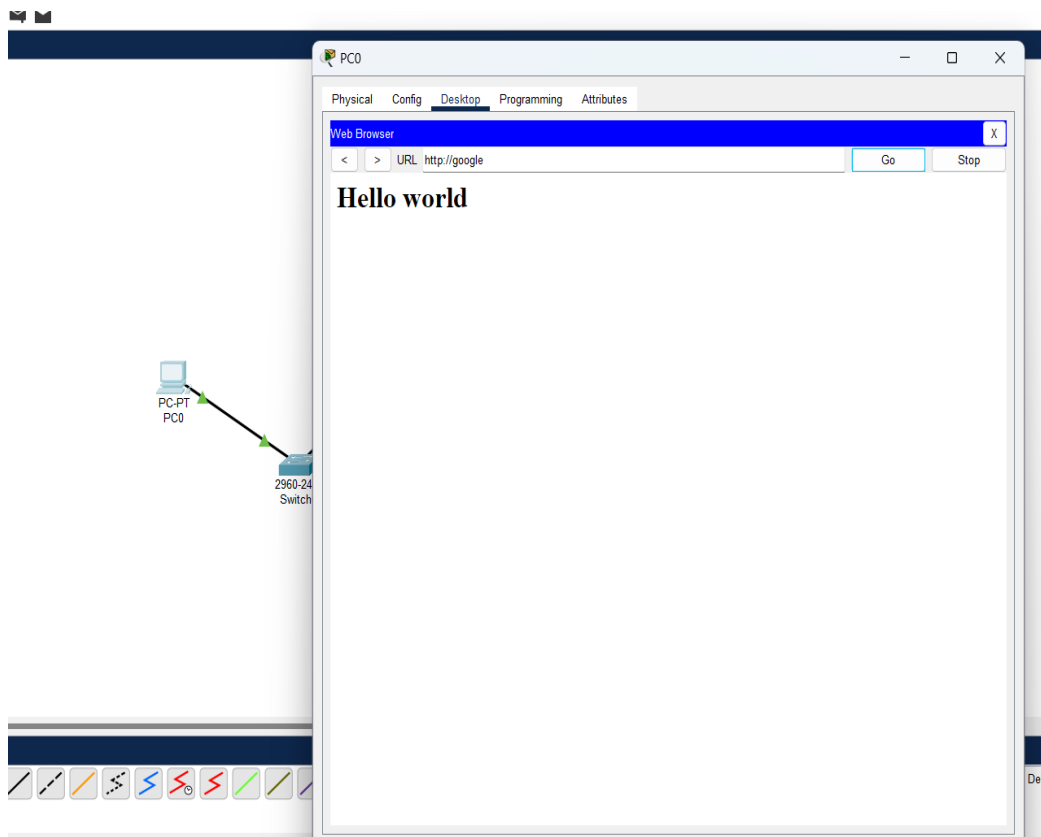 PC0
Physical Config Desktop Programming Attributes
Web Browser X
< > URL http://google Go Stop
Hello world
PC-PT
PC0
2960-24
Switch
De